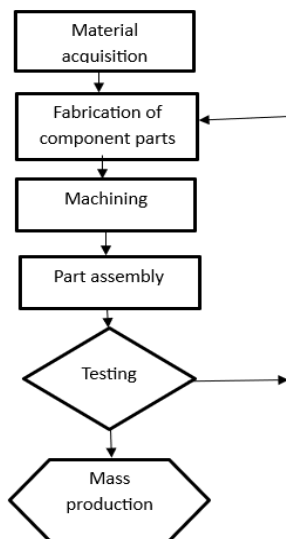 Material
acquisition
Fabrication of
component parts
Machining
Part assembly
Testing
Mass
production